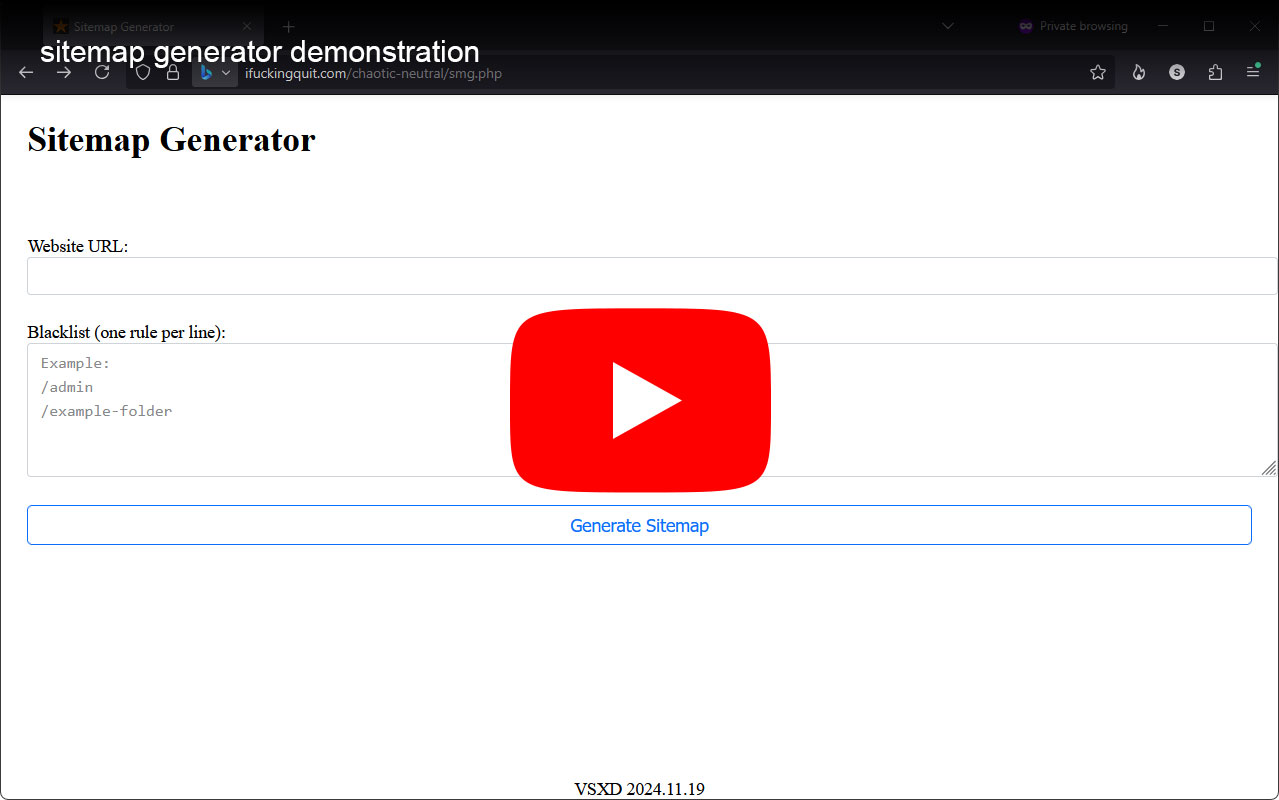 Sitemap Generator
Private browsing
sitemap generator demonstration
ifuckingquit.com/chaotic-neutral/smg.php
S
Sitemap Generator
Website URL:
Blacklist (one rule per line):
Example:
/admin
/example-folder
Generate Sitemap
VSXD 2024.11.19